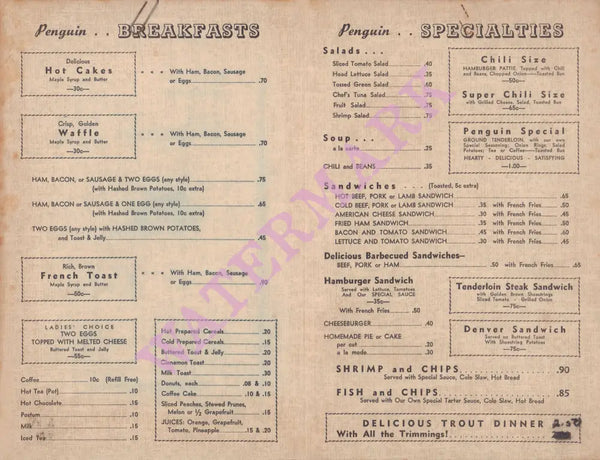 Penguin . . BREAKFASTS
Delicious
Hot Cakes
Maple Syrup and Butter
—30c—
• • • With Ham, Bacon, Sausage
or Eggs .70
Crisp, Golden
Waffle
Maple Syrup and Butter
—30c—
• • • With Ham, Bacon, Sausage
or Eggs .70
HAM, BACON, or SAUSAGE & TWO EGGS (any style) .75
(with Hashed Brown Potatoes, 10c extra)
HAM, BACON, or SAUSAGE & ONE EGG (any style) .65
(with Hashed Brown Potatoes, 10c extra)
TWO EGGS (any style) with HASHED BROWN POTATOES,
and Toast & Jelly .45
Rich, Brown
French Toast
Maple Syrup and Butter
—50c—
• • • With Ham, Bacon, Sausage
or Eggs .90
LADIES' CHOICE
TWO EGGS
TOPPED WITH MELTED CHEESE
Buttered Toast and Jelly
—55c—
Coffee 10c (Refill Free)
Hot Tea (Pot) .10
Hot Chocolate .15
Postum .10
Milk .15
Iced Tea .15
Hot Prepared Cereals .20
Cold Prepared Cereals .15
Buttered Toast & Jelly .20
Cinnamon Toast .20
Milk Toast .30
Donuts, each .08 & .10
Coffee Cake .10 & .15
Sliced Peaches, Stewed Prunes,
Melon or ½ Grapefruit .15
JUICES: Orange, Grapefruit,
Tomato, Pineapple .15 & .20
Penguin . . SPECIALTIES
Salads . . .
Sliced Tomato Salad .40
Head Lettuce Salad .35
Tossed Green Salad .60
Chef's Tuna Salad .75
Fruit Salad .75
Shrimp Salad .75
Soup . . .
a la carte .25
CHILI and BEANS .35
Chili Size
HAMBURGER PATTIE, Topped with Chili
and Beans, Chopped Onion—Toasted Bun
—50c—
Super Chili Size
with Grilled Cheese, Salad, Toasted Bun
—65c—
Penguin Special
GROUND TENDERLOIN, with our own
Special Seasoning; Onion Rings; Salad
Potatoes; Tea or Coffee—Toasted Bun
HEARTY - DELICIOUS - SATISFYING
—1.00—
Sandwiches . . . (Toasted, 5c extra)
HOT BEEF, PORK or LAMB SANDWICH .65
COLD BEEF, PORK or LAMB SANDWICH .35 with French Fries .50
AMERICAN CHEESE SANDWICH .30 with French Fries .45
FRIED HAM SANDWICH .35 with French Fries .50
BACON AND TOMATO SANDWICH .45 with French Fries .60
LETTUCE AND TOMATO SANDWICH .30 with French Fries .45
Delicious Barbecued Sandwiches—
BEEF, PORK or HAM .50 with French Fries .65
Hamburger Sandwich
Served with Lettuce, Tomatoes
And Our SPECIAL SAUCE
—35c—
With French Fries .50
CHEESEBURGER .40
HOMEMADE PIE or CAKE
per cut .20
a la mode .30
Tenderloin Steak Sandwich
with Golden Brown Shoestrings
Sliced Tomato - Grilled Onion
—75c—
Denver Sandwich
Served on Buttered Toast
With Shoestring Potatoes
—75c—
SHRIMP and CHIPS .90
Served with Special Sauce, Cole Slaw, Hot Bread
FISH and CHIPS .85
Served with Our Own Special Tarter Sauce, Cole Slaw, Hot Bread
DELICIOUS TROUT DINNER
With All the Trimmings! 2.50
WATERMARK